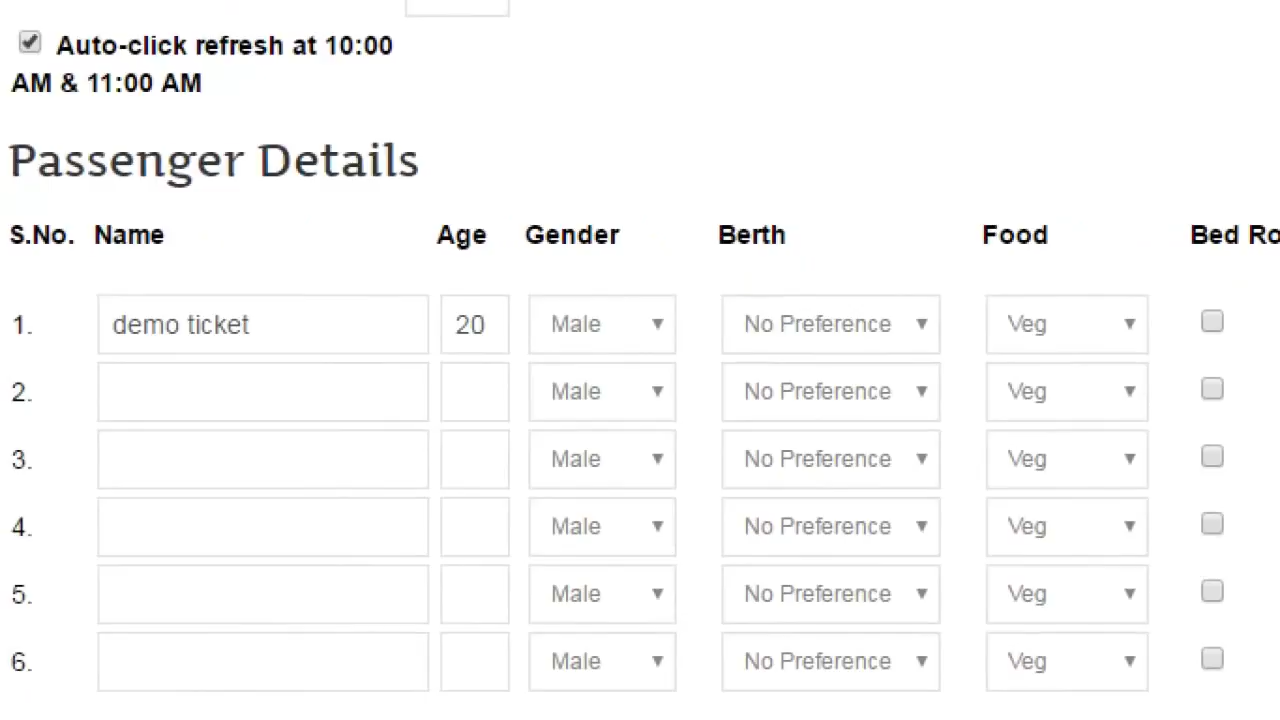 Auto-click refresh at 10:00
AM & 11:00 AM
Passenger Details
S.No. Name Age Gender Berth Food Bed Ro
1. demo ticket 20 Male No Preference Veg
2. Male No Preference Veg
3. Male No Preference Veg
4. Male No Preference Veg
5. Male No Preference Veg
6. Male No Preference Veg